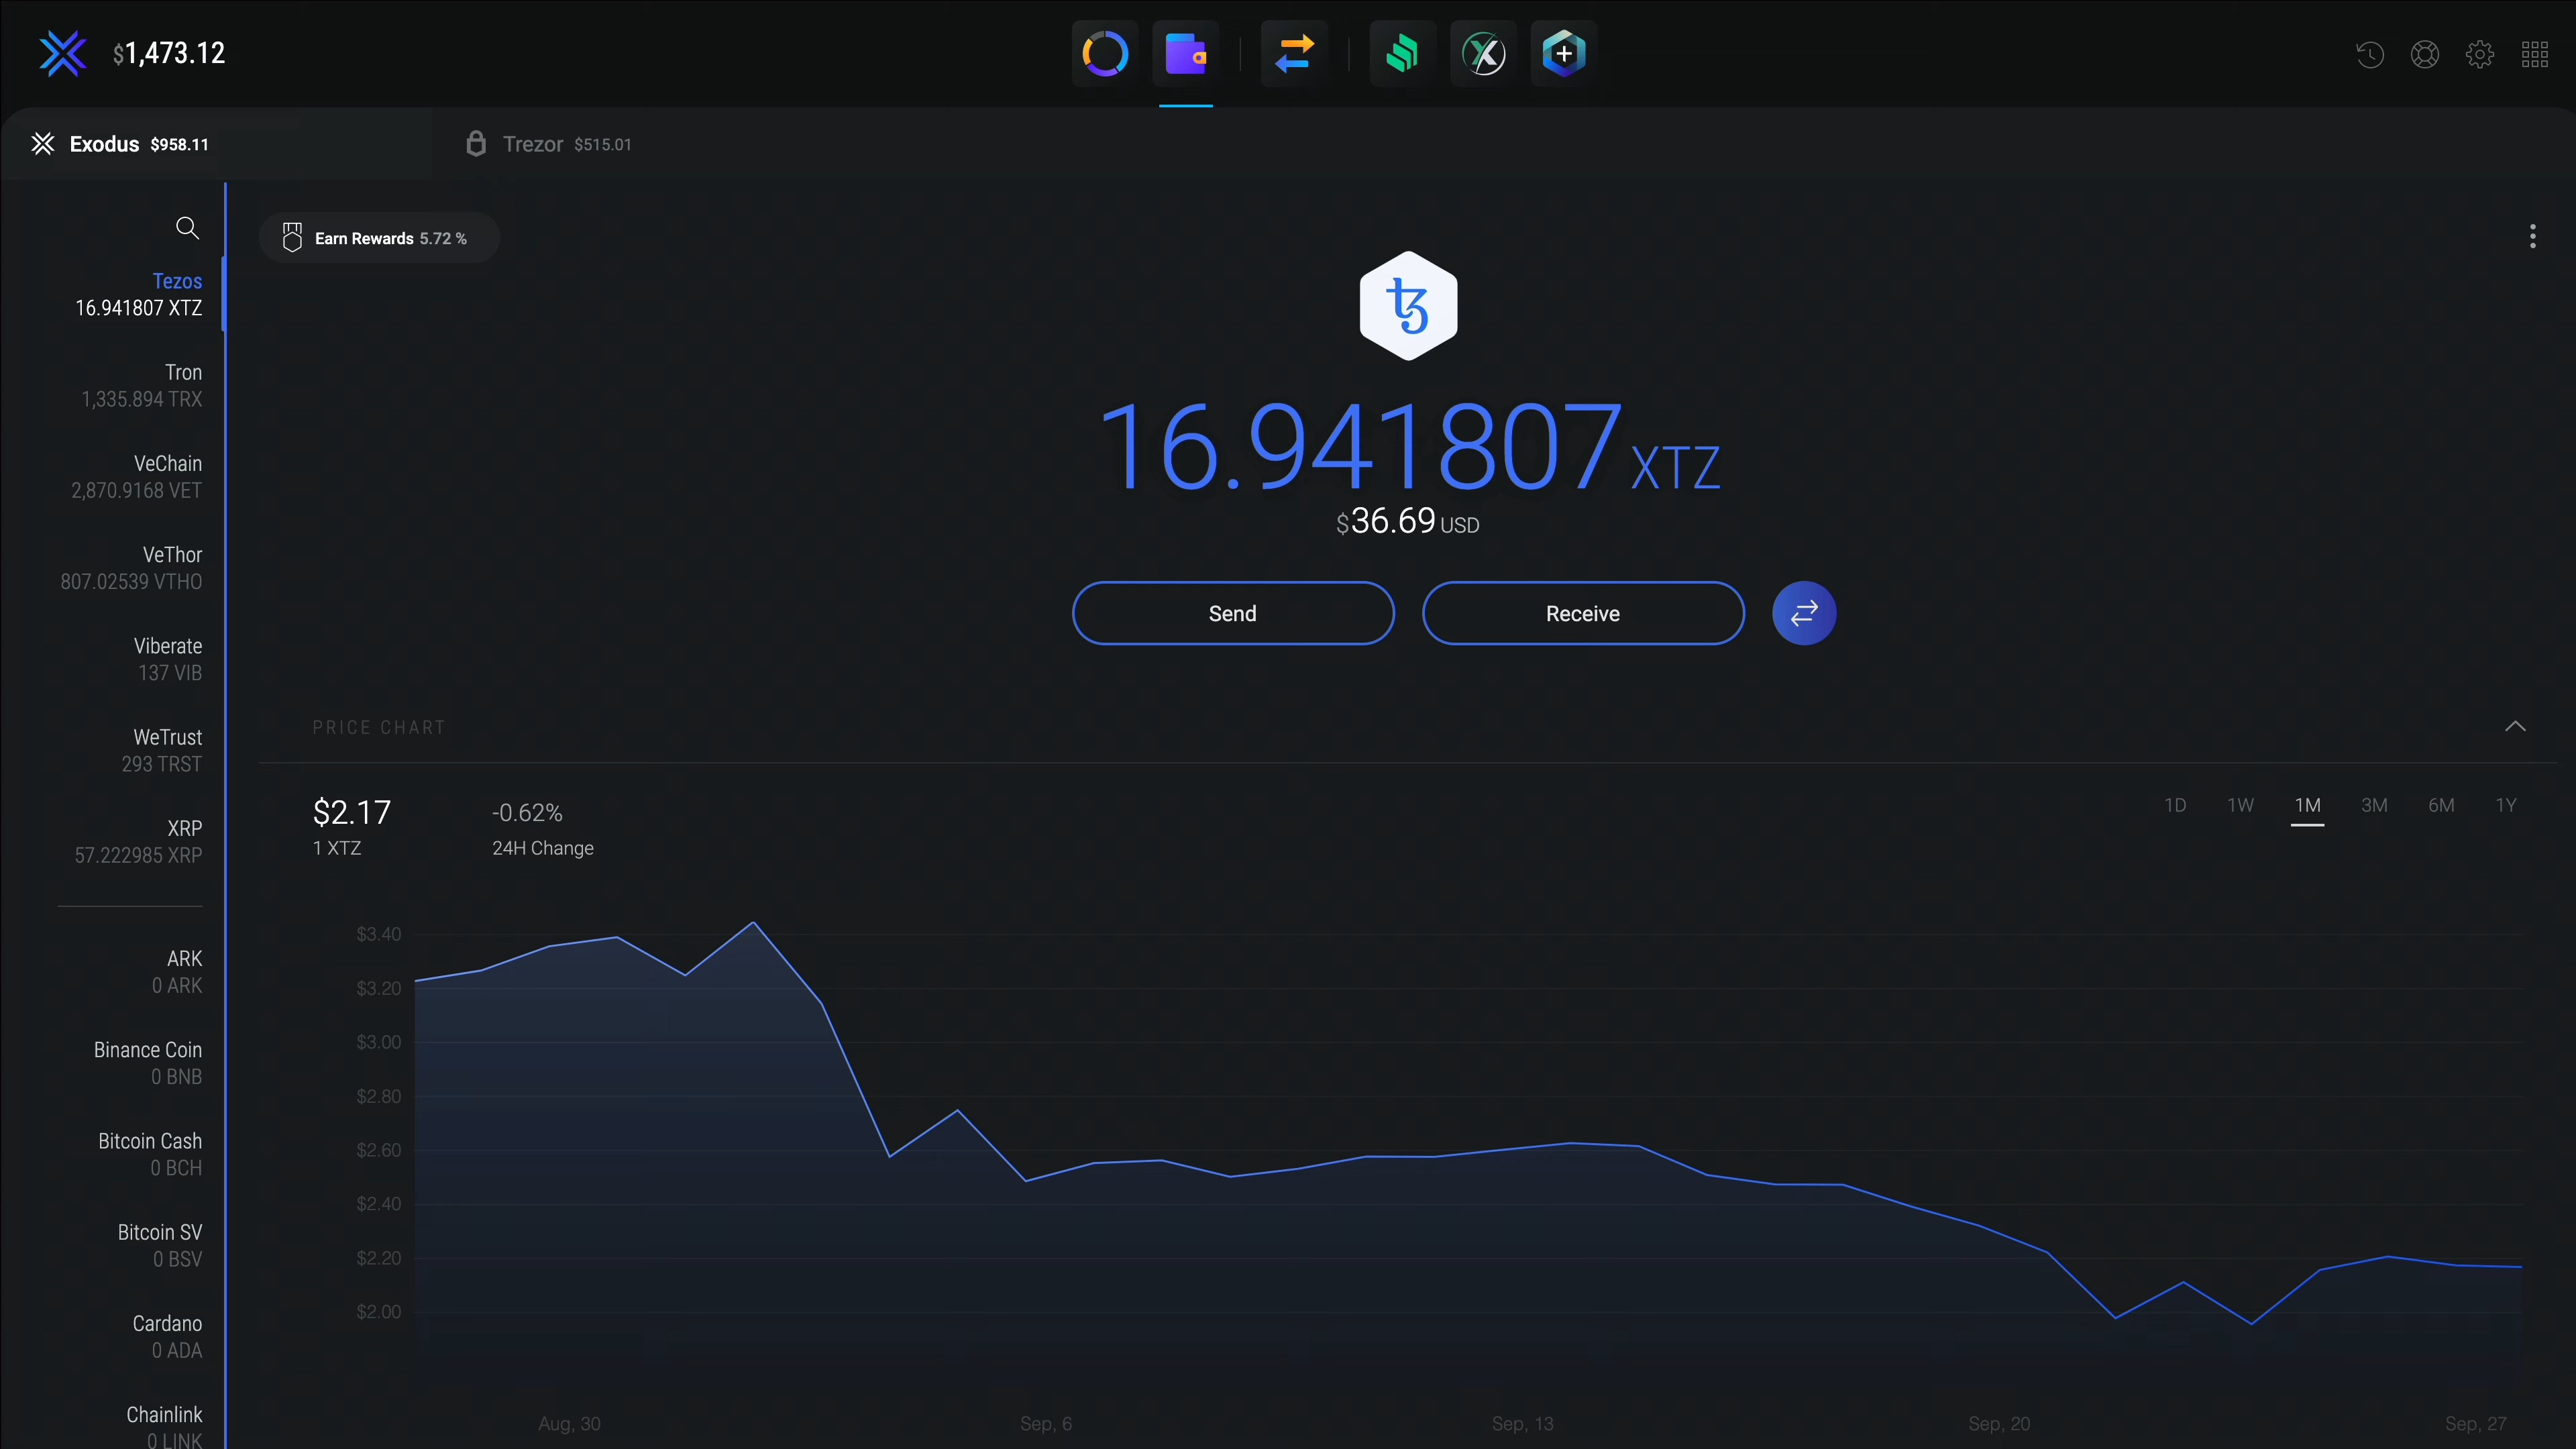 $1,473.12
Exodus $958.11
Trezor $515.01
Earn Rewards 5.72 %
Tezos
16.941807 XTZ
Tron
1,335.894 TRX
VeChain
2,870.9168 VET
VeThor
807.02539 VTHO
Viberate
137 VIB
WeTrust
293 TRST
XRP
57.222985 XRP
ARK
0 ARK
Binance Coin
0 BNB
Bitcoin Cash
0 BCH
Bitcoin SV
0 BSV
Cardano
0 ADA
Chainlink
0 LINK
16.941807 XTZ
$36.69 USD
Send
Receive
PRICE CHART
$2.17
1 XTZ
-0.62%
24H Change
1D 1W 1M 3M 6M 1Y
$3.40
$3.20
$3.00
$2.80
$2.60
$2.40
$2.20
$2.00
Aug, 30 Sep, 6 Sep, 13 Sep, 20 Sep, 27